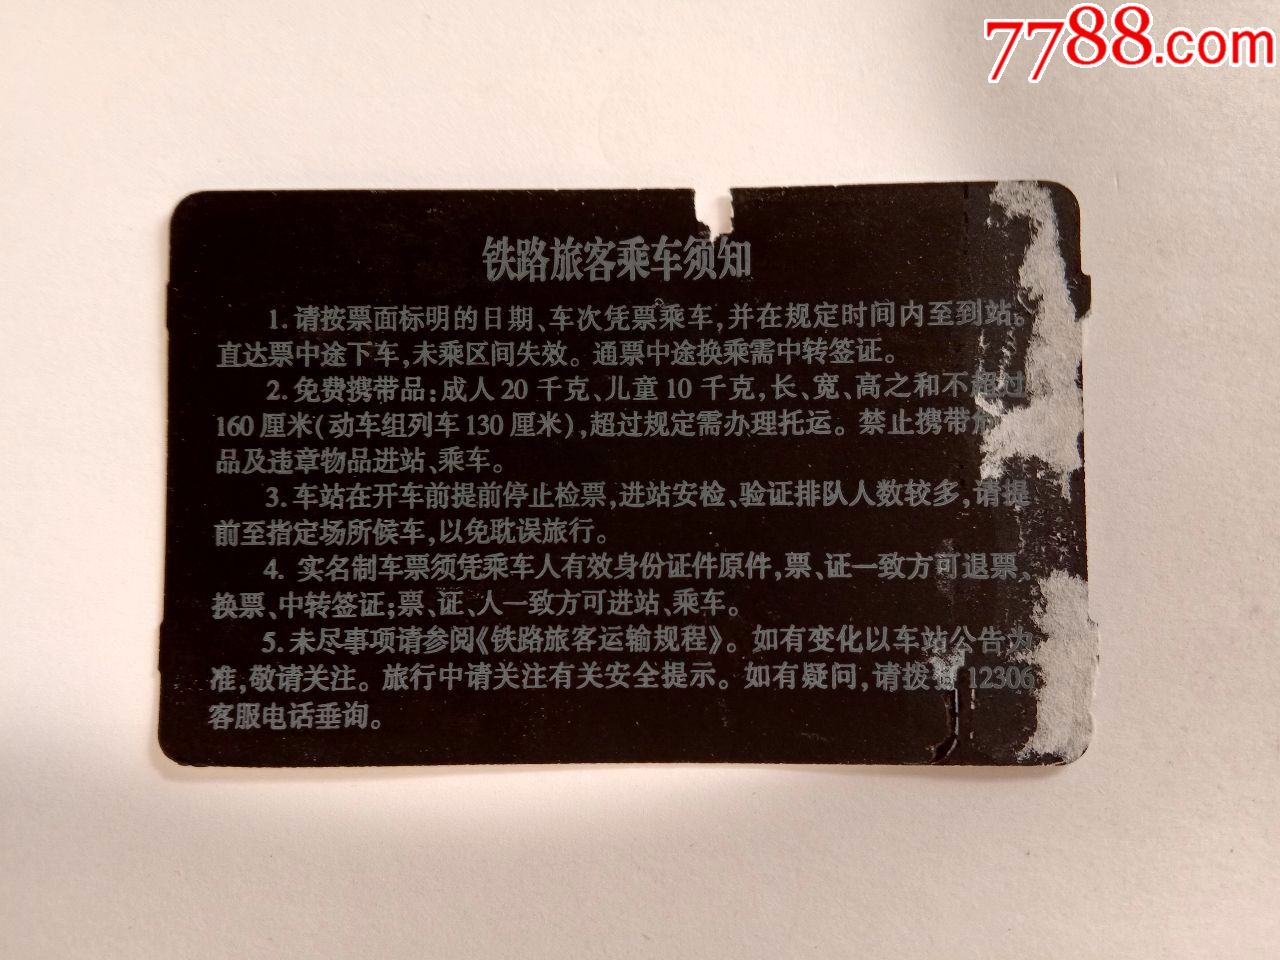 7788.com
铁路旅客乘车须知
1.请按票面标明的日期、车次凭票乘车,并在规定时间内至到站。
直达票中途下车,未乘区间失效。通票中途换乘需中转签证。
2.免费携带品:成人20千克、儿童10千克,长、宽、高之和不超过
160厘米(动车组列车130厘米),超过规定需办理托运。禁止携带
品及违章物品进站、乘车。
3.车站在开车前提前停止检票,进站安检、验证排队人数较多,请提
前至指定场所候车,以免耽误旅行。
4. 实名制车票须凭乘车人有效身份证件原件,票、证一致方可退票、
换票、中转签证;票、证、人一致方可进站、乘车。
5.未尽事项请参阅《铁路旅客运输规程》。如有变化以车站公告为
准,敬请关注。旅行中请关注有关安全提示。如有疑问,请拨 12306
客服电话垂询。